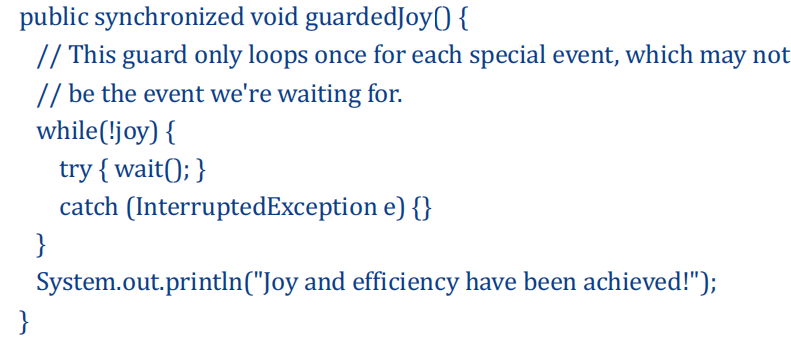 public synchronized void guardedJoy() {
// This guard only loops once for each special event, which may not
// be the event we're waiting for.
while(!joy) {
try { wait(); }
catch (InterruptedException e) {}
}
System.out.println("Joy and efficiency have been achieved!");
}